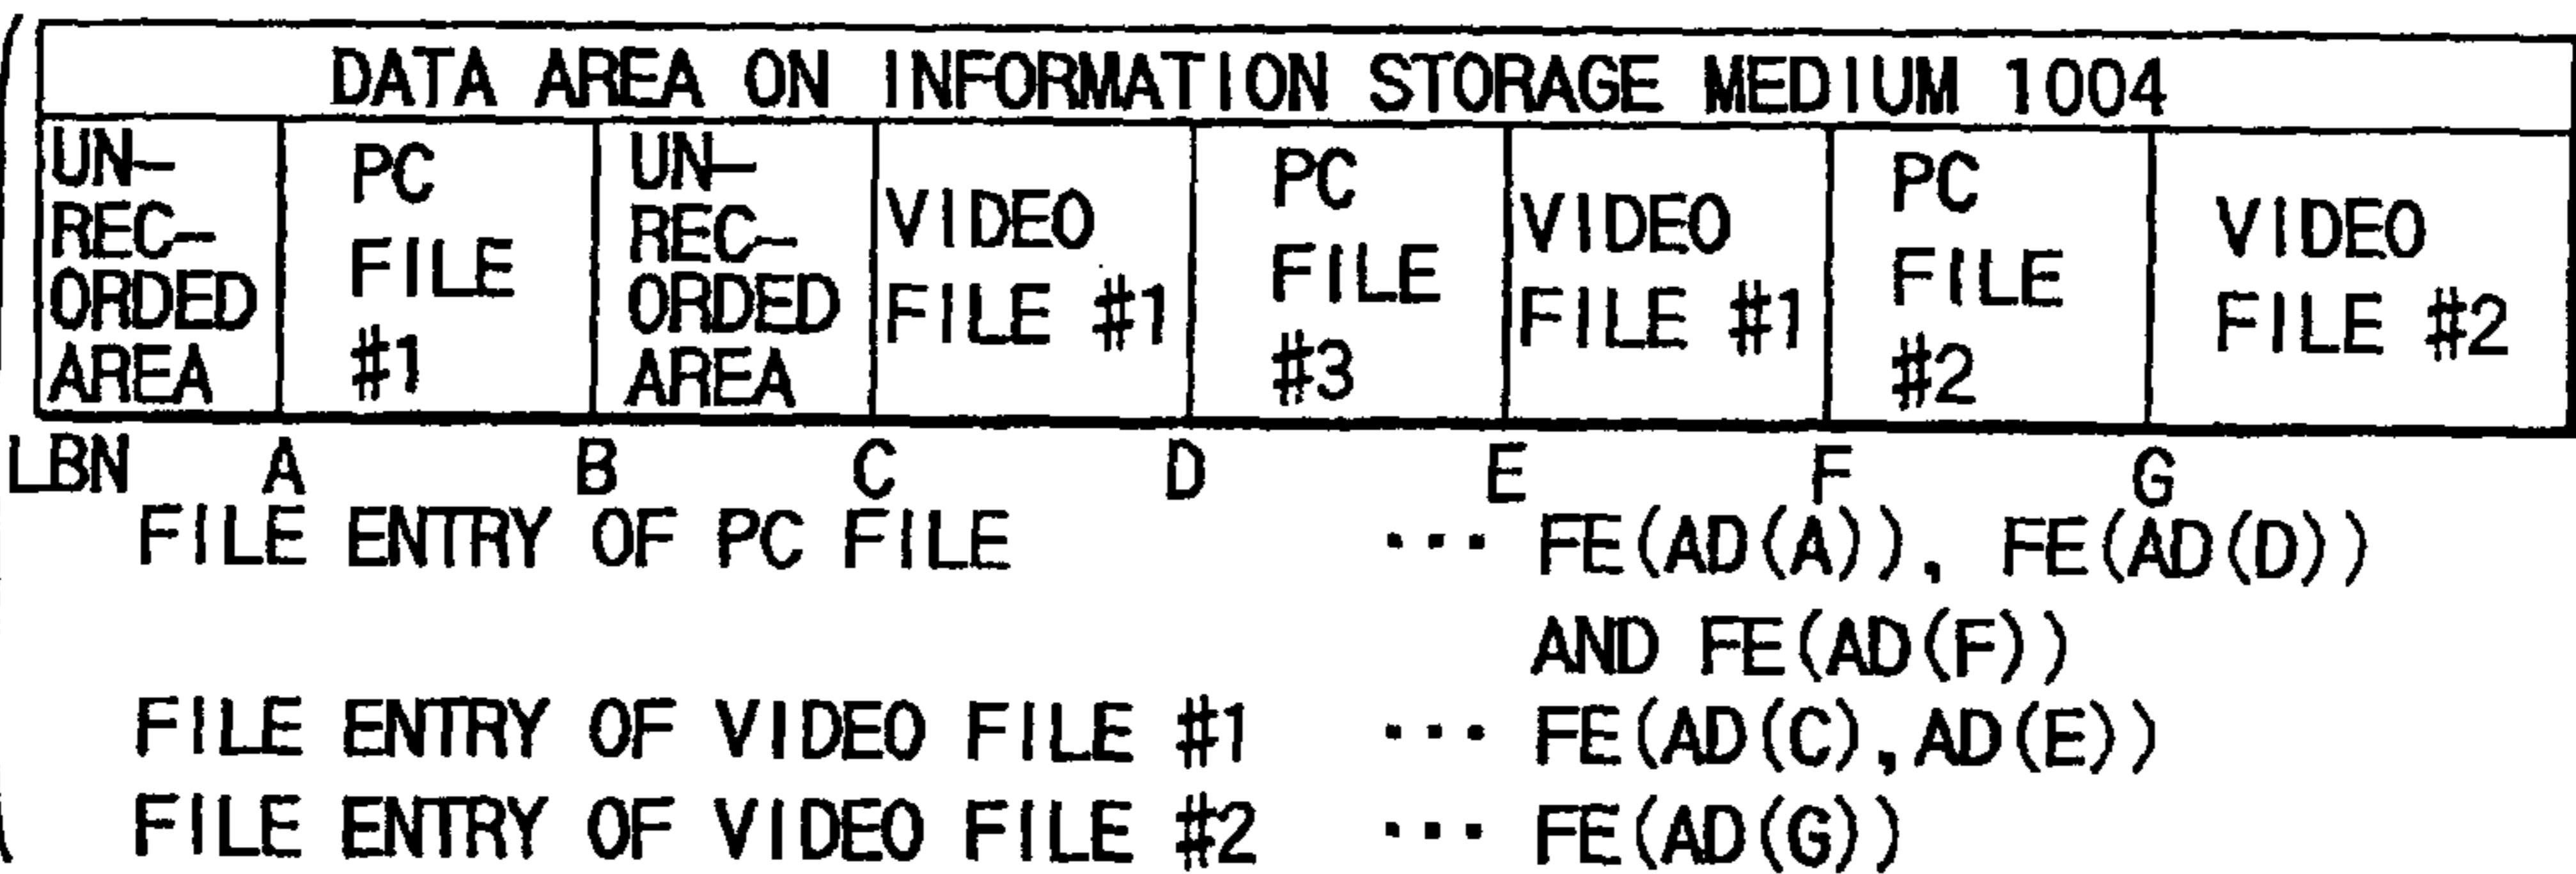 DATA AREA ON INFORMATION STORAGE MEDIUM 1004
UN-
REC-
ORDED
AREA
PC
FILE
#1
UN-
REC-
ORDED
AREA
VIDEO
FILE #1
PC
FILE
#3
VIDEO
FILE #1
PC
FILE
#2
VIDEO
FILE #2
LBN A B C D E F G
FILE ENTRY OF PC FILE ··· FE(AD(A)), FE(AD(D))
AND FE(AD(F))
FILE ENTRY OF VIDEO FILE #1 ··· FE(AD(C),AD(E))
FILE ENTRY OF VIDEO FILE #2 ··· FE(AD(G))